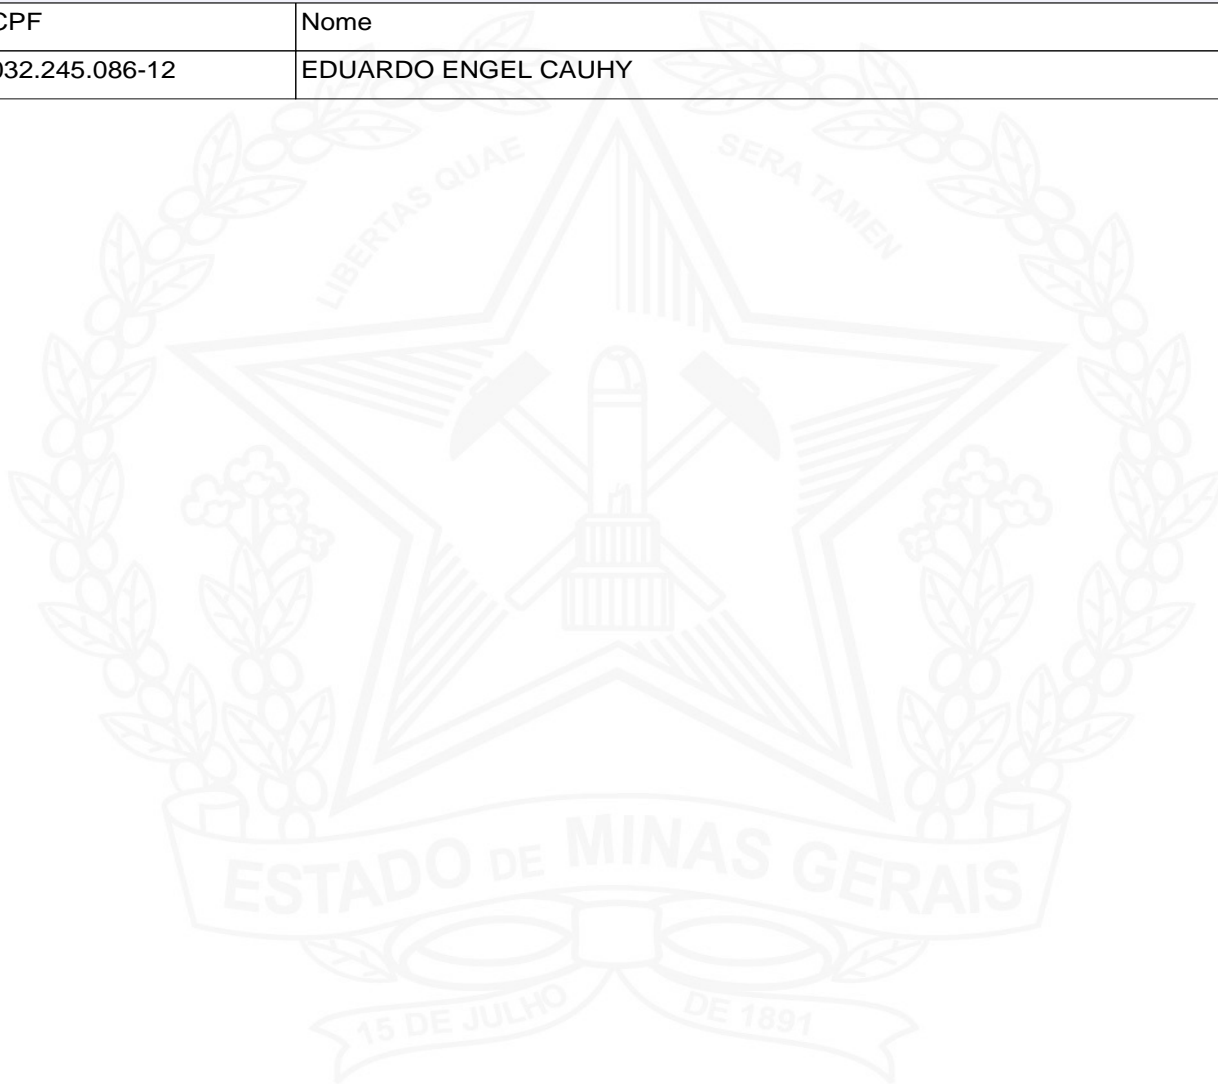 CPF Nome
032.245.086-12 EDUARDO ENGEL CAUHY
LIBERTAS QUAE SERA TAMEN
ESTADO DE MINAS GERAIS
15 DE JULHO DE 1891